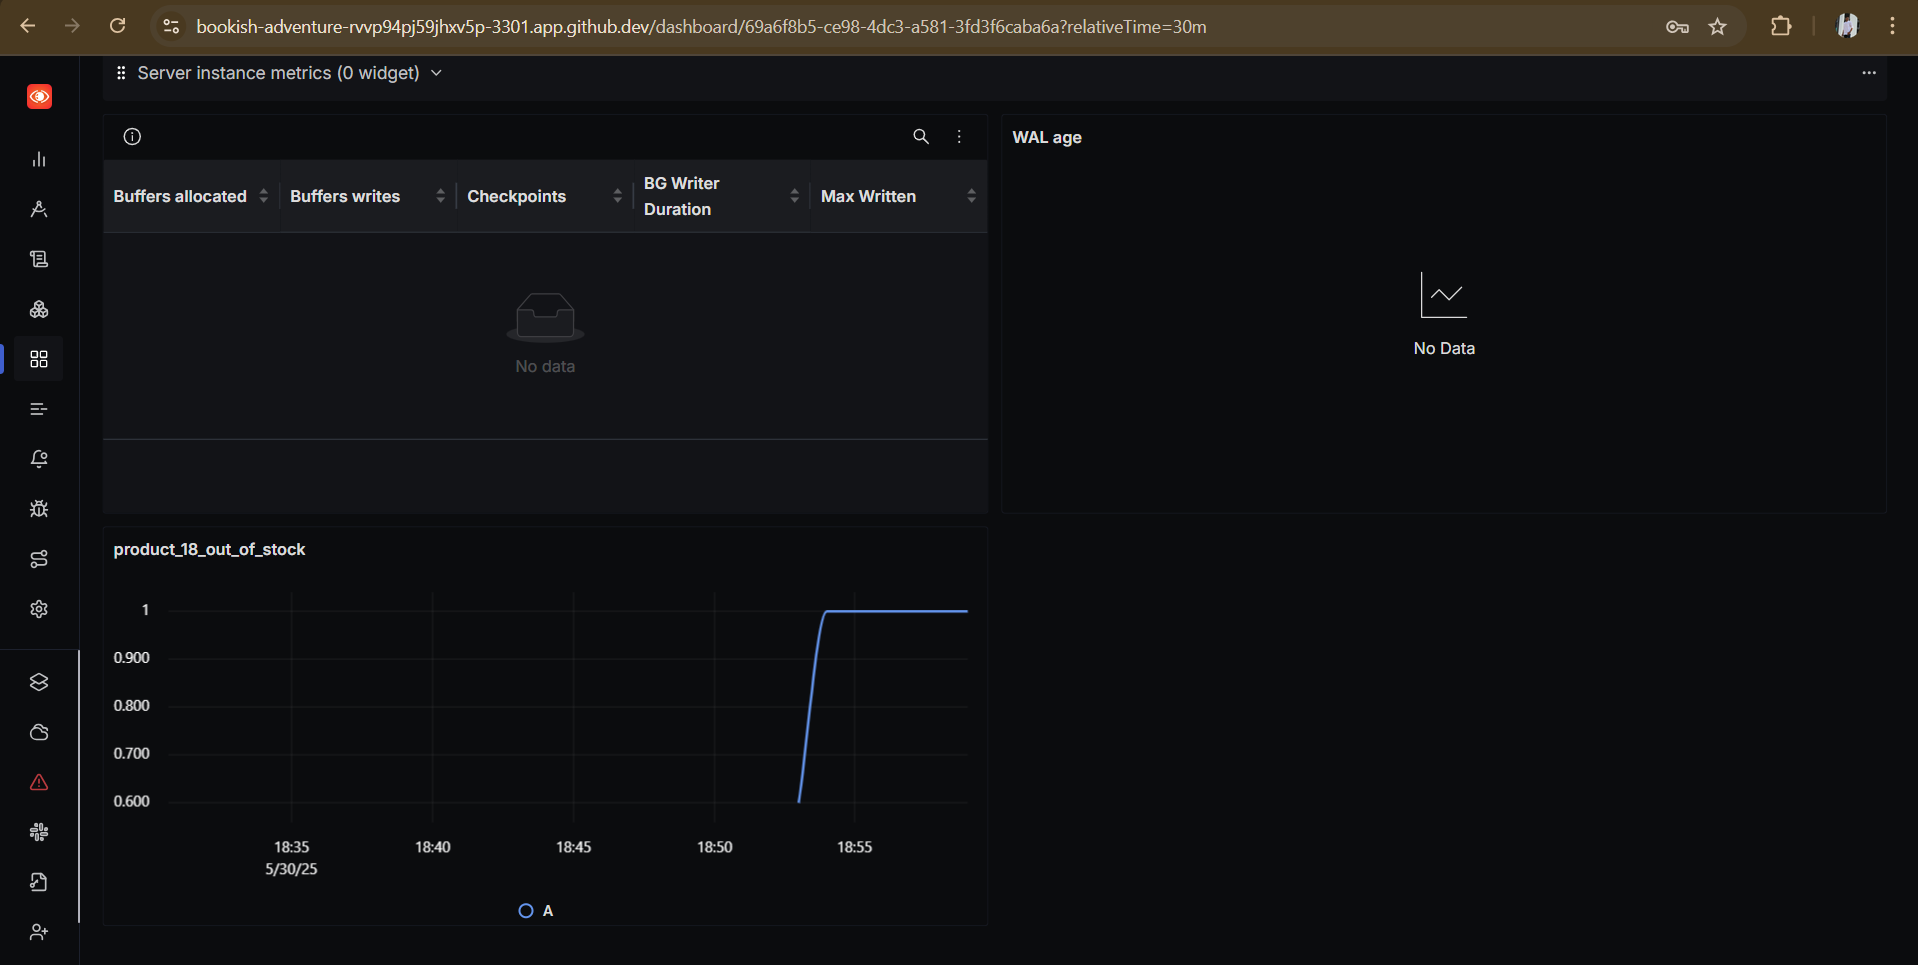 bookish-adventure-rvvp94pj59jhxv5p-3301.app.github.dev/dashboard/69a6f8b5-ce98-4dc3-a581-3fd3f6caba6a?relativeTime=30m
Server instance metrics (0 widget)
Buffers allocated
Buffers writes
Checkpoints
BG Writer
Duration
Max Written
No data
WAL age
No Data
product_18_out_of_stock
1
0.900
0.800
0.700
0.600
18:35
18:40
18:45
18:50
18:55
5/30/25
A